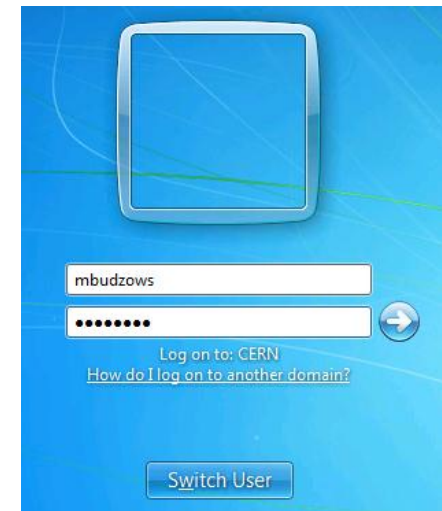 mbudzows
••••••••
Log on to: CERN
How do I log on to another domain?
Switch User